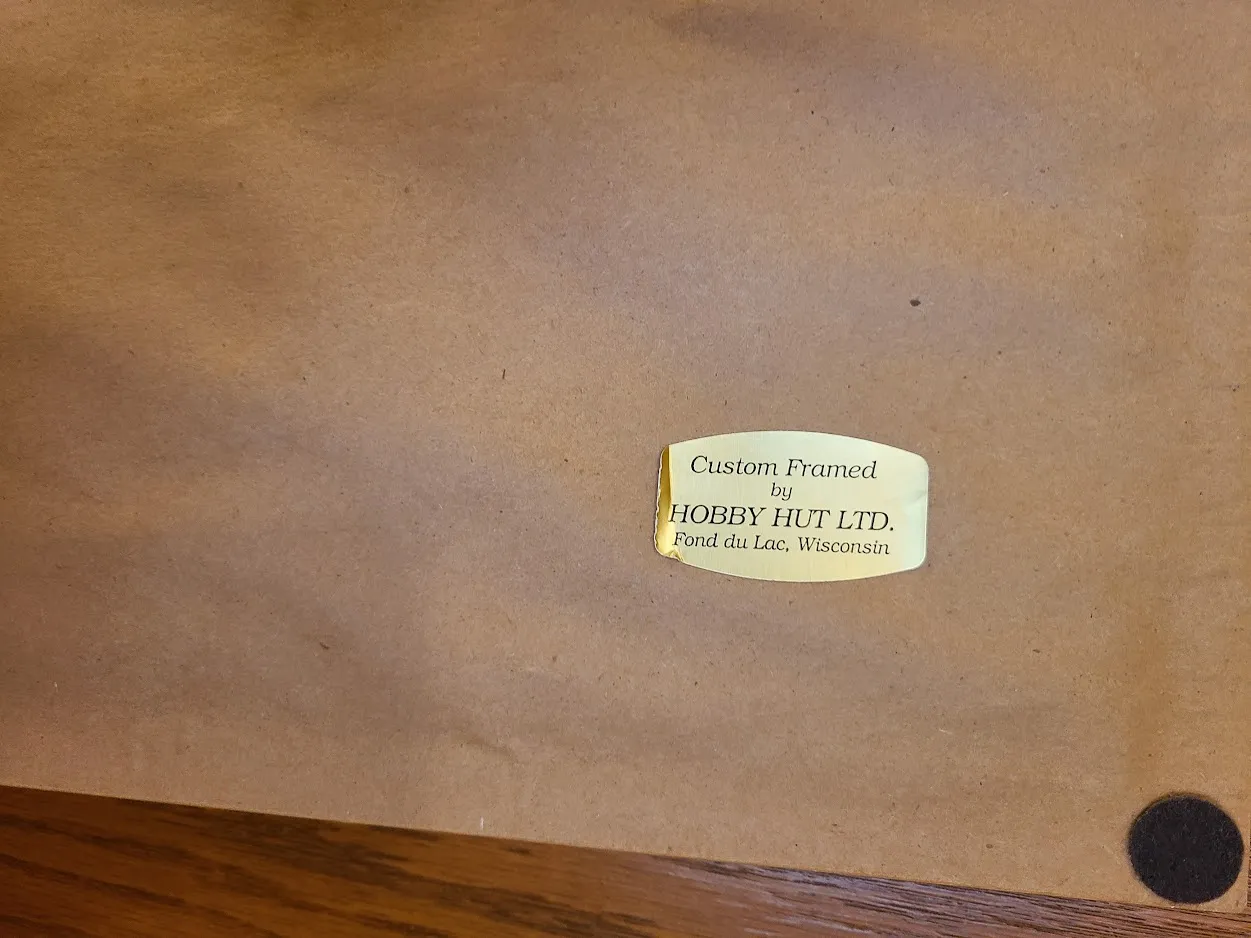 Custom Framed
by
HOBBY HUT LTD.
Fond du Lac, Wisconsin